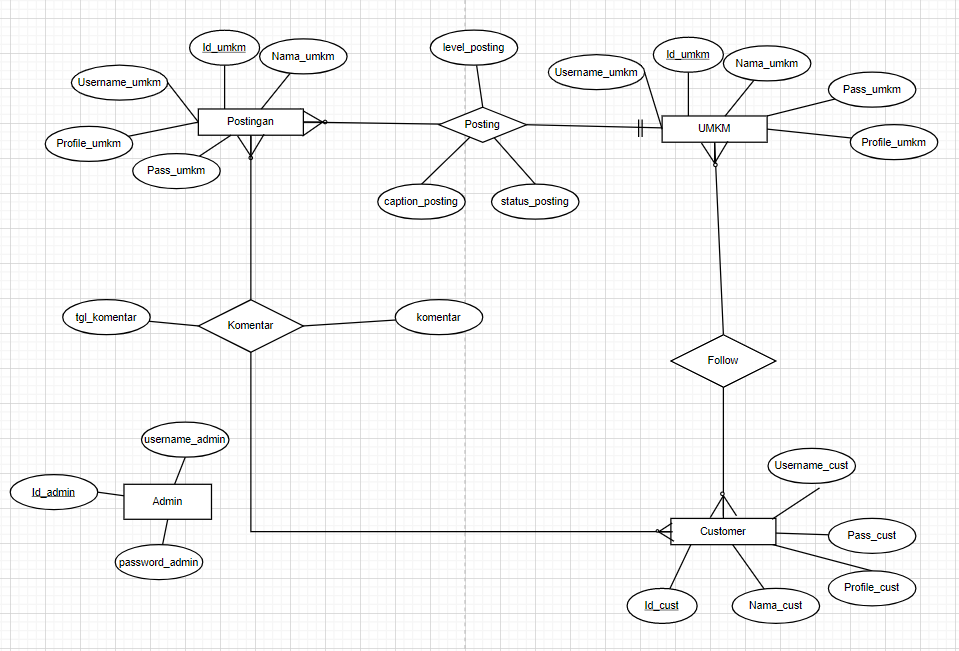 Id_umkm
Nama_umkm
Username_umkm
Postingan
Profile_umkm
Pass_umkm
level_posting
Posting
caption_posting
status_posting
Username_umkm
Id_umkm
Nama_umkm
Pass_umkm
UMKM
Profile_umkm
tgl_komentar
Komentar
komentar
Follow
username_admin
Id_admin
Admin
password_admin
Username_cust
Customer
Pass_cust
Profile_cust
Id_cust
Nama_cust